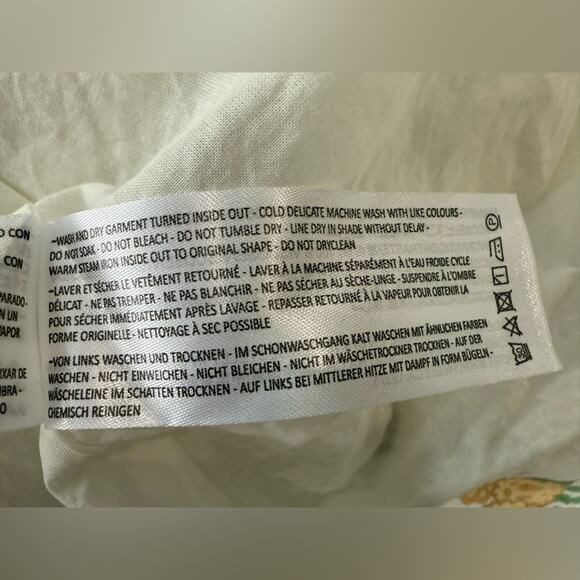 ~WASH AND DRY GARMENT TURNED INSIDE OUT - COLD DELICATE MACHINE WASH WITH LIKE COLOURS -
DO NOT SOAK - DO NOT BLEACH - DO NOT TUMBLE DRY - LINE DRY IN SHADE WITHOUT DELAY -
WARM STEAM IRON INSIDE OUT TO ORIGINAL SHAPE - DO NOT DRYCLEAN
~LAVER ET SÉCHER LE VETÊMENT RETOURNÉ - LAVER À LA MACHINE SÉPARÉMENT À L'EAU FROIDE CYCLE
DÉLICAT - NE PAS TREMPER - NE PAS BLANCHIR - NE PAS SÉCHER AU SÈCHE-LINGE - SUSPENDRE À L'OMBRE
POUR SÉCHER IMMÉDIATEMENT APRÈS LAVAGE - REPASSER RETOURNÉ À LA VAPEUR POUR OBTENIR LA
FORME ORIGINELLE - NETTOYAGE À SEC POSSIBLE
~VON LINKS WASCHEN UND TROCKNEN - IM SCHONWASCHGANG KALT WASCHEN MIT ÄHNLICHEN FARBEN
WASCHEN - NICHT EINWEICHEN - NICHT BLEICHEN - NICHT IM WÄSCHETROCKNER TROCKNEN - AUF DER
WÄSCHELEINE IM SCHATTEN TROCKNEN - AUF LINKS BEI MITTLERER HITZE MIT DAMPF IN FORM BÜGELN -
CHEMISCH REINIGEN
CON
CON
PARADO -
UN
VAPOR
P